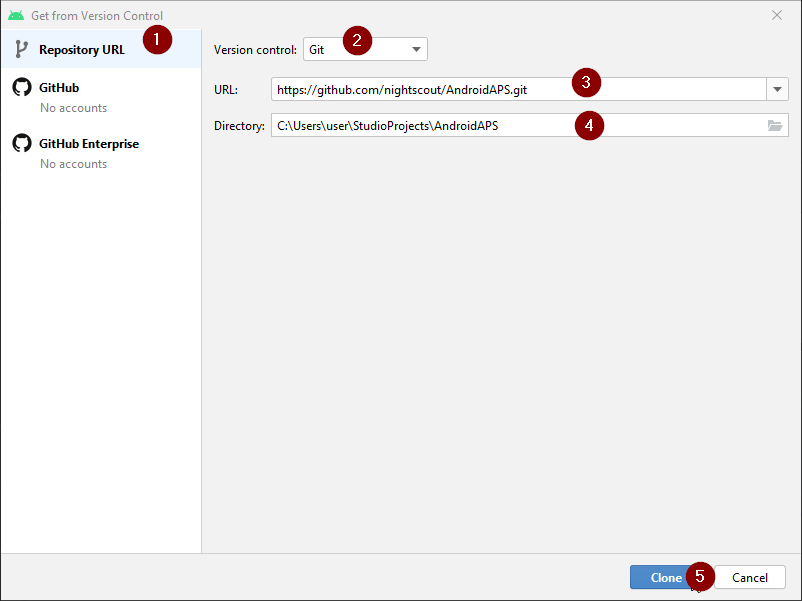 Get from Version Control
Repository URL 1
Version control: Git 2
GitHub
No accounts
GitHub Enterprise
No accounts
URL: https://github.com/nightscout/AndroidAPS.git 3
Directory: C:\Users\user\StudioProjects\AndroidAPS 4
Clone 5 Cancel